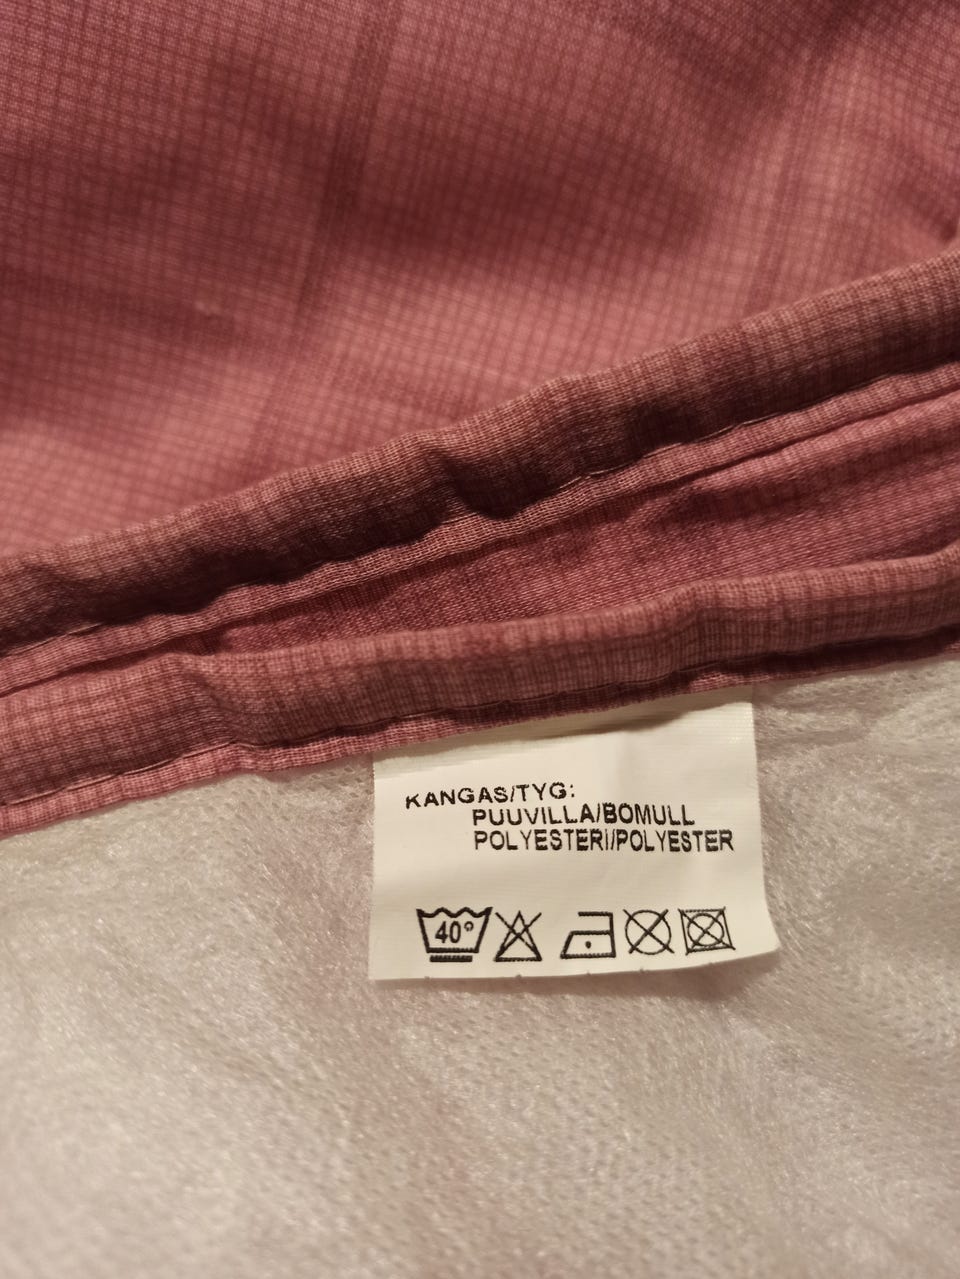 KANGAS/TYG:
PUUVILLA/BOMULL
POLYESTERI/POLYESTER
40°